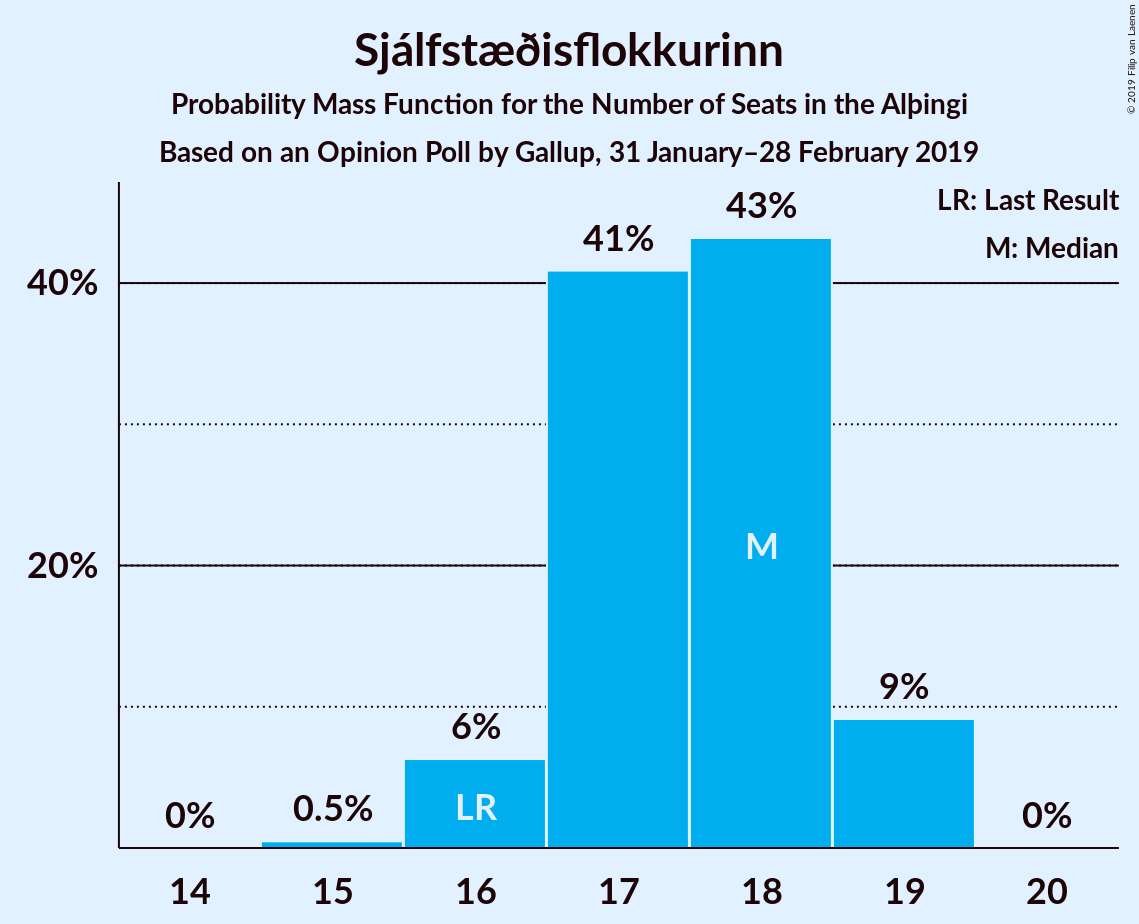 Sjálfstæðisflokkurinn
Probability Mass Function for the Number of Seats in the Alþingi
Based on an Opinion Poll by Gallup, 31 January–28 February 2019
© 2019 Filip van Laenen
LR: Last Result
M: Median
43%
41%
40%
M
20%
9%
6%
LR
0%
0.5%
0%
14 15 16 17 18 19 20